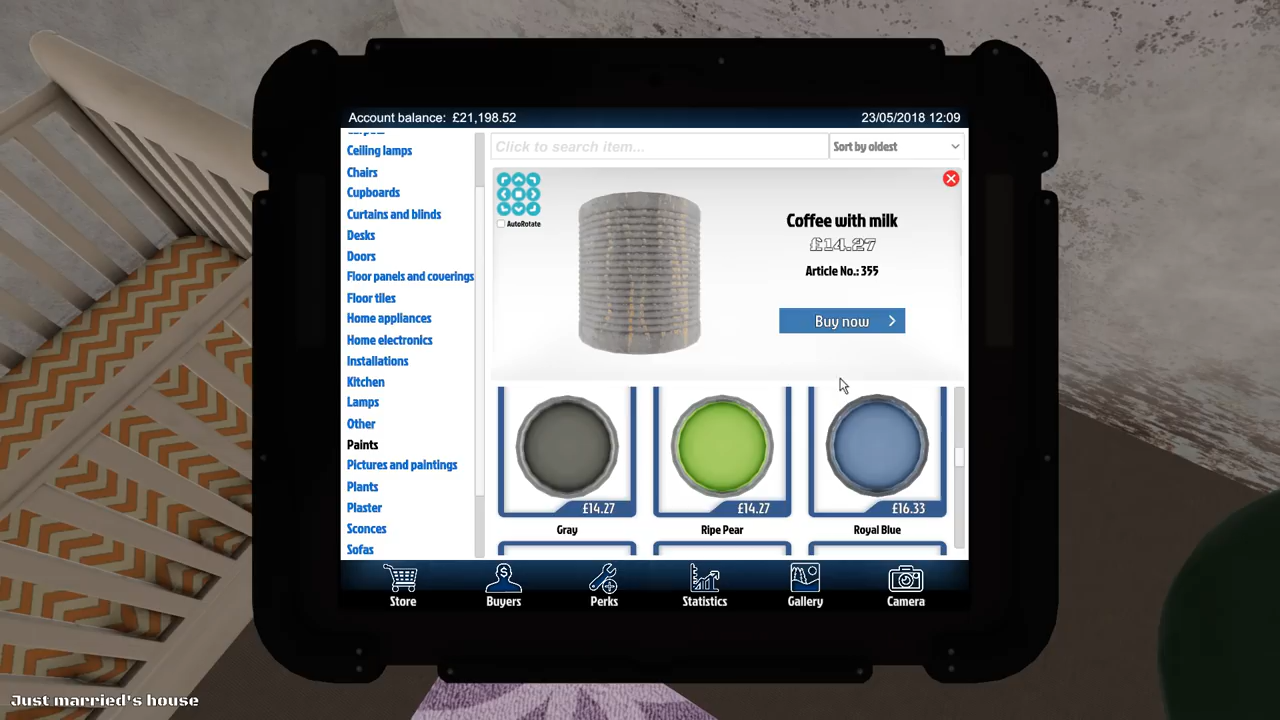 Account balance: £21,198.52
23/05/2018 12:09
Ceiling lamps
Chairs
Cupboards
Curtains and blinds
Desks
Doors
Floor panels and coverings
Floor tiles
Home appliances
Home electronics
Installations
Kitchen
Lamps
Other
Paints
Pictures and paintings
Plants
Plaster
Sconces
Sofas
Click to search item...
Sort by oldest
AutoRotate
Coffee with milk
£14.27
Article No.: 355
Buy now
£14.27
£14.27
£16.33
Gray
Ripe Pear
Royal Blue
Store
Buyers
Perks
Statistics
Gallery
Camera
Just married's house